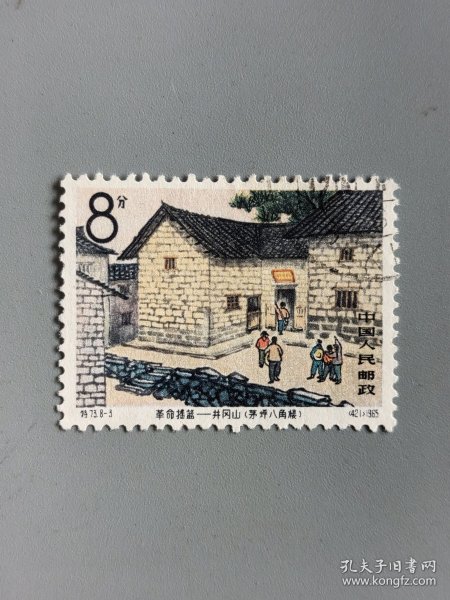 8分
中国人民邮政
特73.8-3
革命摇篮——井冈山(茅坪八角楼)
(421)1965
孔夫子旧书网
www.kongfz.com